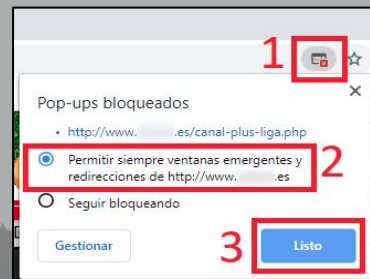 1
Pop-ups bloqueados
http://www. .es/canal-plus-liga.php
Permitir siempre ventanas emergentes y
redirecciones de http://www. .es
2
Seguir bloqueando
Gestionar
3
Listo